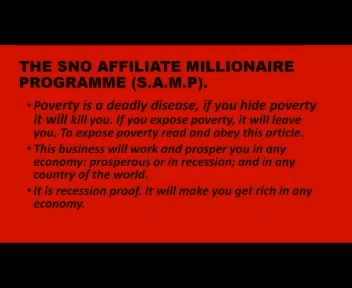 THE SNO AFFILIATE MILLIONAIRE
PROGRAMME (S.A.M.P).
• Poverty is a deadly disease, if you hide poverty
it will kill you. If you expose poverty, it will leave
you. To expose poverty read and obey this article.
• This business will work and prosper you in any
economy: prosperous or in recession; and in any
country of the world.
• It is recession proof. It will make you get rich in any
economy.